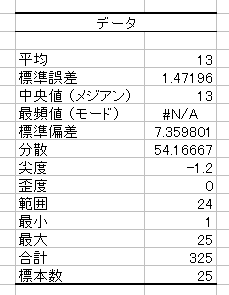 データ
平均 13
標準誤差 1.47196
中央値（メジアン） 13
最頻値（モード） #N/A
標準偏差 7.359801
分散 54.16667
尖度 -1.2
歪度 0
範囲 24
最小 1
最大 25
合計 325
標本数 25